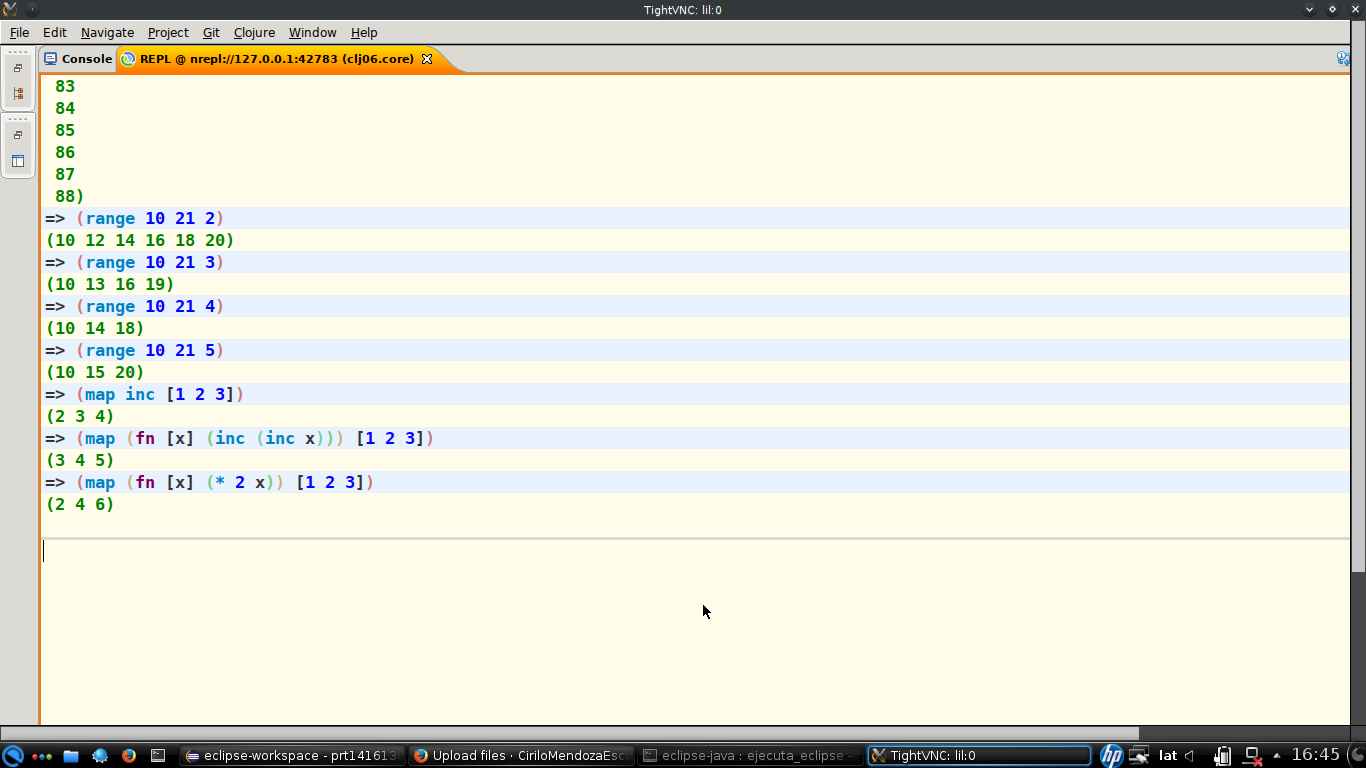 TightVNC: lil:0
File Edit Navigate Project Git Clojure Window Help
Console REPL @ nrepl://127.0.0.1:42783 (clj06.core)
83
84
85
86
87
88)
=> (range 10 21 2)
(10 12 14 16 18 20)
=> (range 10 21 3)
(10 13 16 19)
=> (range 10 21 4)
(10 14 18)
=> (range 10 21 5)
(10 15 20)
=> (map inc [1 2 3])
(2 3 4)
=> (map (fn [x] (inc (inc x))) [1 2 3])
(3 4 5)
=> (map (fn [x] (* 2 x)) [1 2 3])
(2 4 6)
eclipse-workspace - prt141613 Upload files · CiriloMendozaEsc eclipse-java : ejecuta_eclipse TightVNC: lil:0 hp lat 16:45